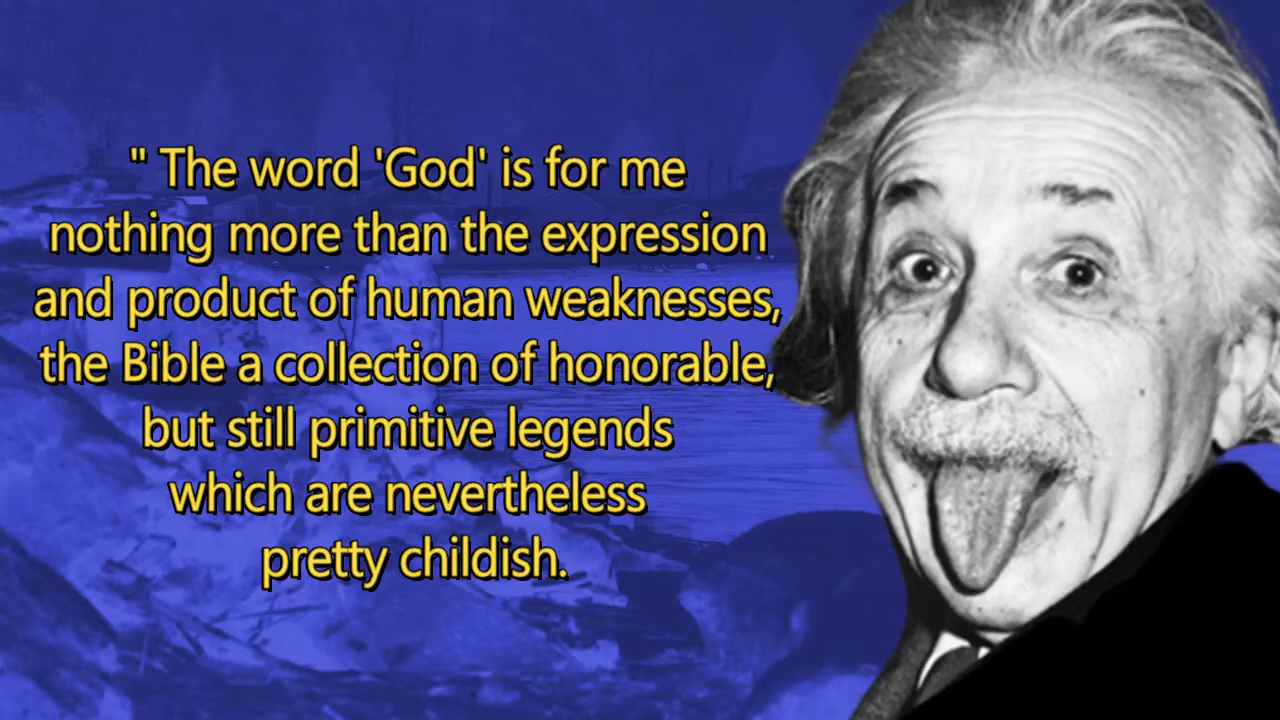 " The word 'God' is for me
nothing more than the expression
and product of human weaknesses,
the Bible a collection of honorable,
but still primitive legends
which are nevertheless
pretty childish.